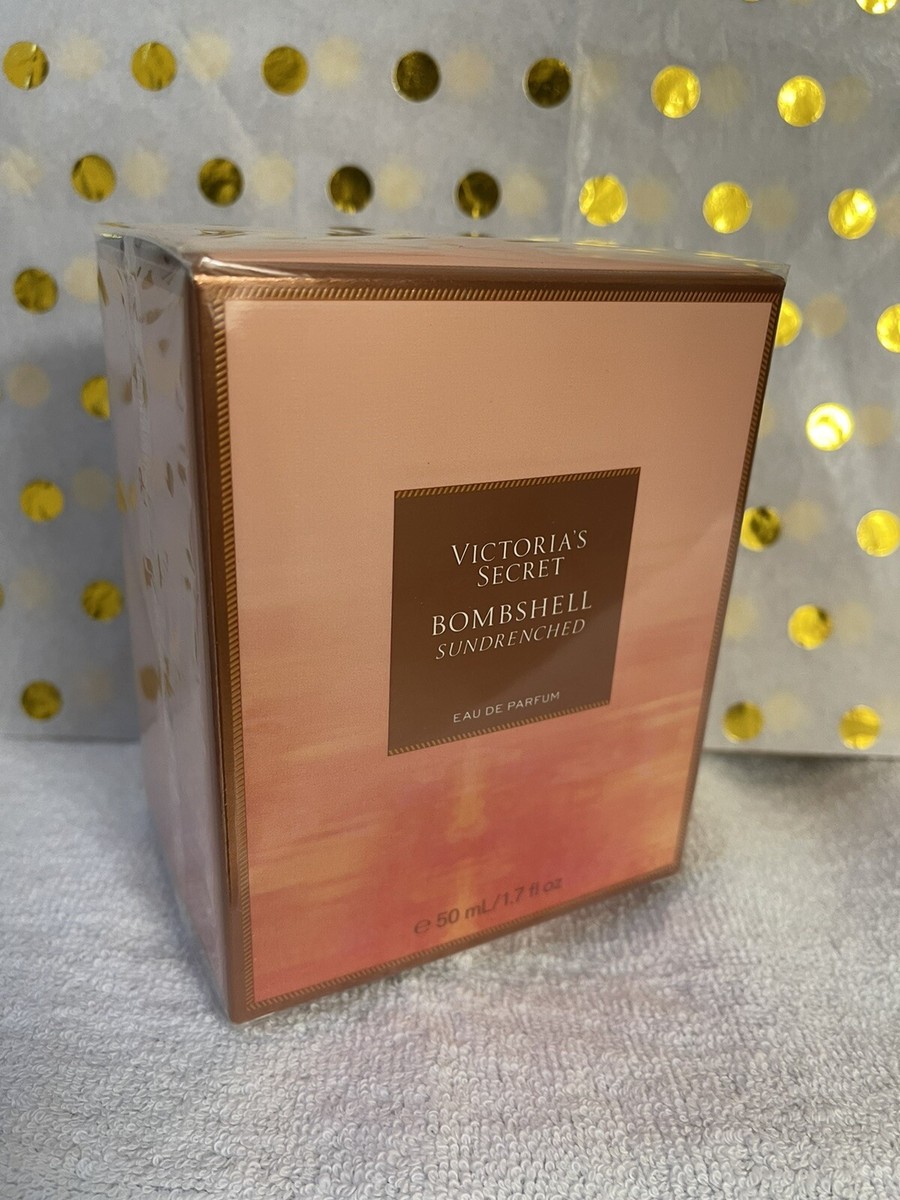 VICTORIA'S
SECRET
BOMBSHELL
SUNDRENCHED
EAU DE PARFUM
℮ 50 mL/1.7 fl oz